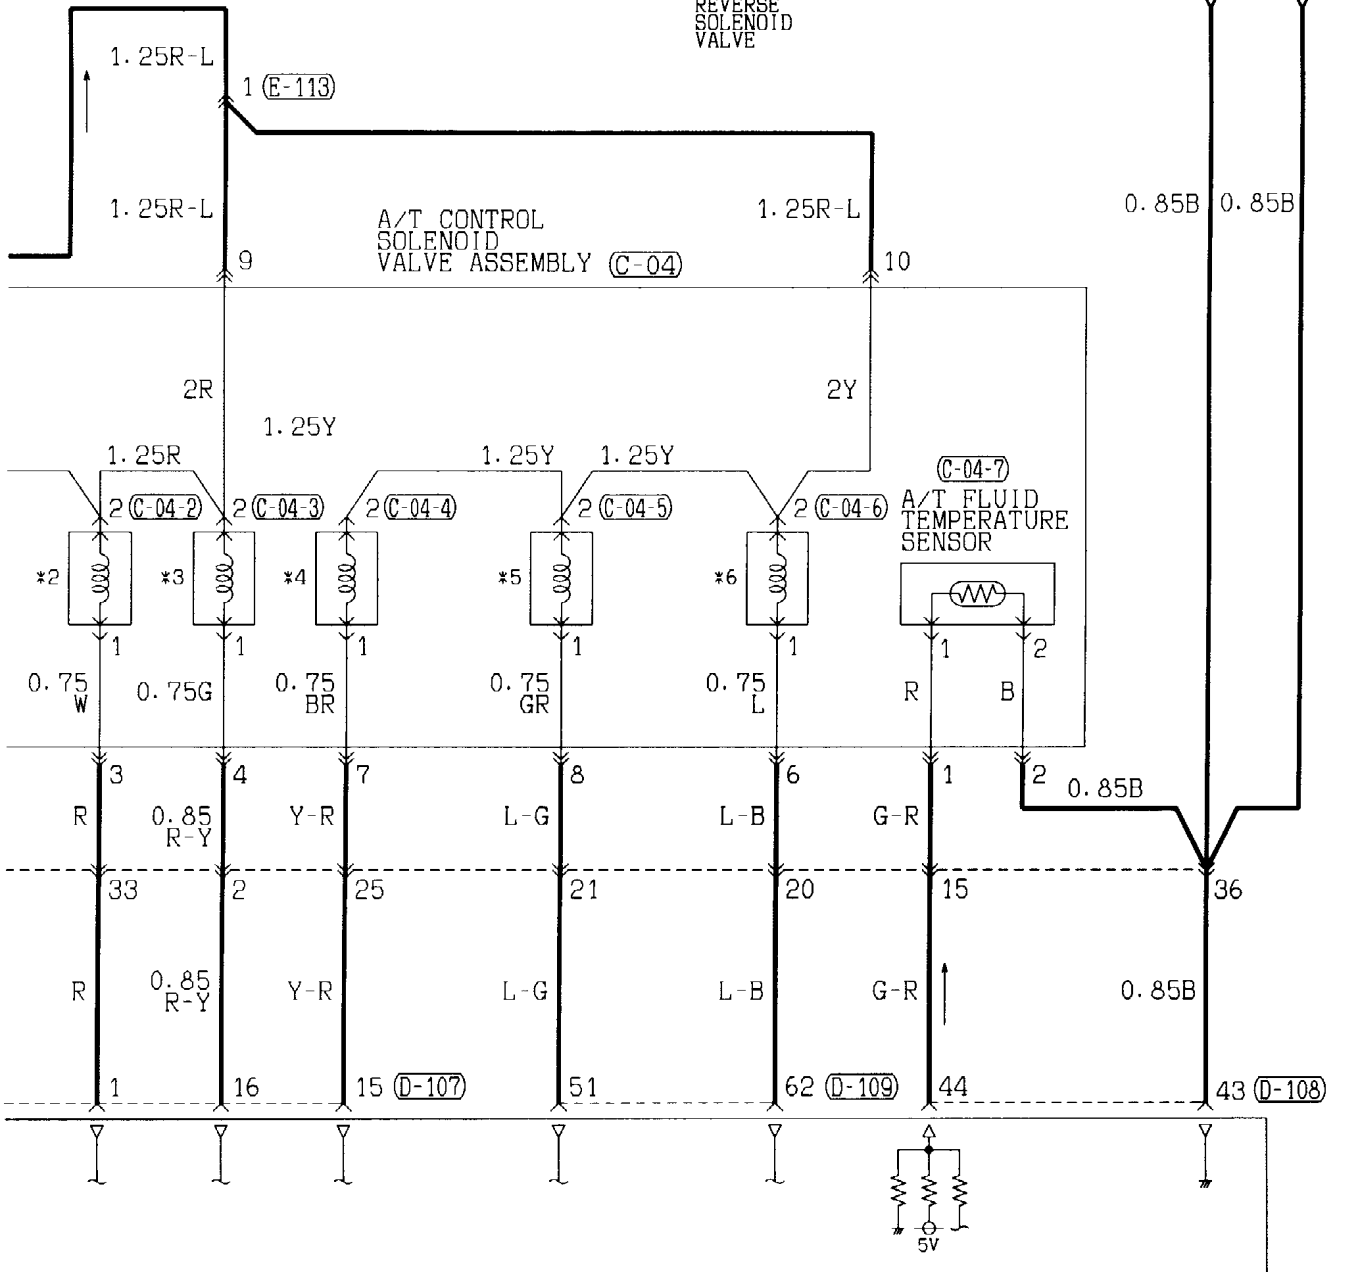 REVERSE
SOLENOID
VALVE
1.25R-L
1 (E-113)
1.25R-L
A/T CONTROL
SOLENOID
VALVE ASSEMBLY (C-04)
1.25R-L
0.85B
0.85B
9
10
2R
2Y
1.25Y
1.25R
1.25Y
1.25Y
(C-04-7)
A/T FLUID
TEMPERATURE
SENSOR
2 (C-04-2)
2 (C-04-3)
2 (C-04-4)
2 (C-04-5)
2 (C-04-6)
*2
*3
*4
*5
*6
1
1
1
1
1
1
2
0.75
W
0.75G
0.75
BR
0.75
GR
0.75
L
R
B
3
4
7
8
6
1
2
0.85B
R
0.85
R-Y
Y-R
L-G
L-B
G-R
33
2
25
21
20
15
36
R
0.85
R-Y
Y-R
L-G
L-B
G-R
0.85B
1
16
15 (D-107)
51
62 (D-109)
44
43 (D-108)
5V